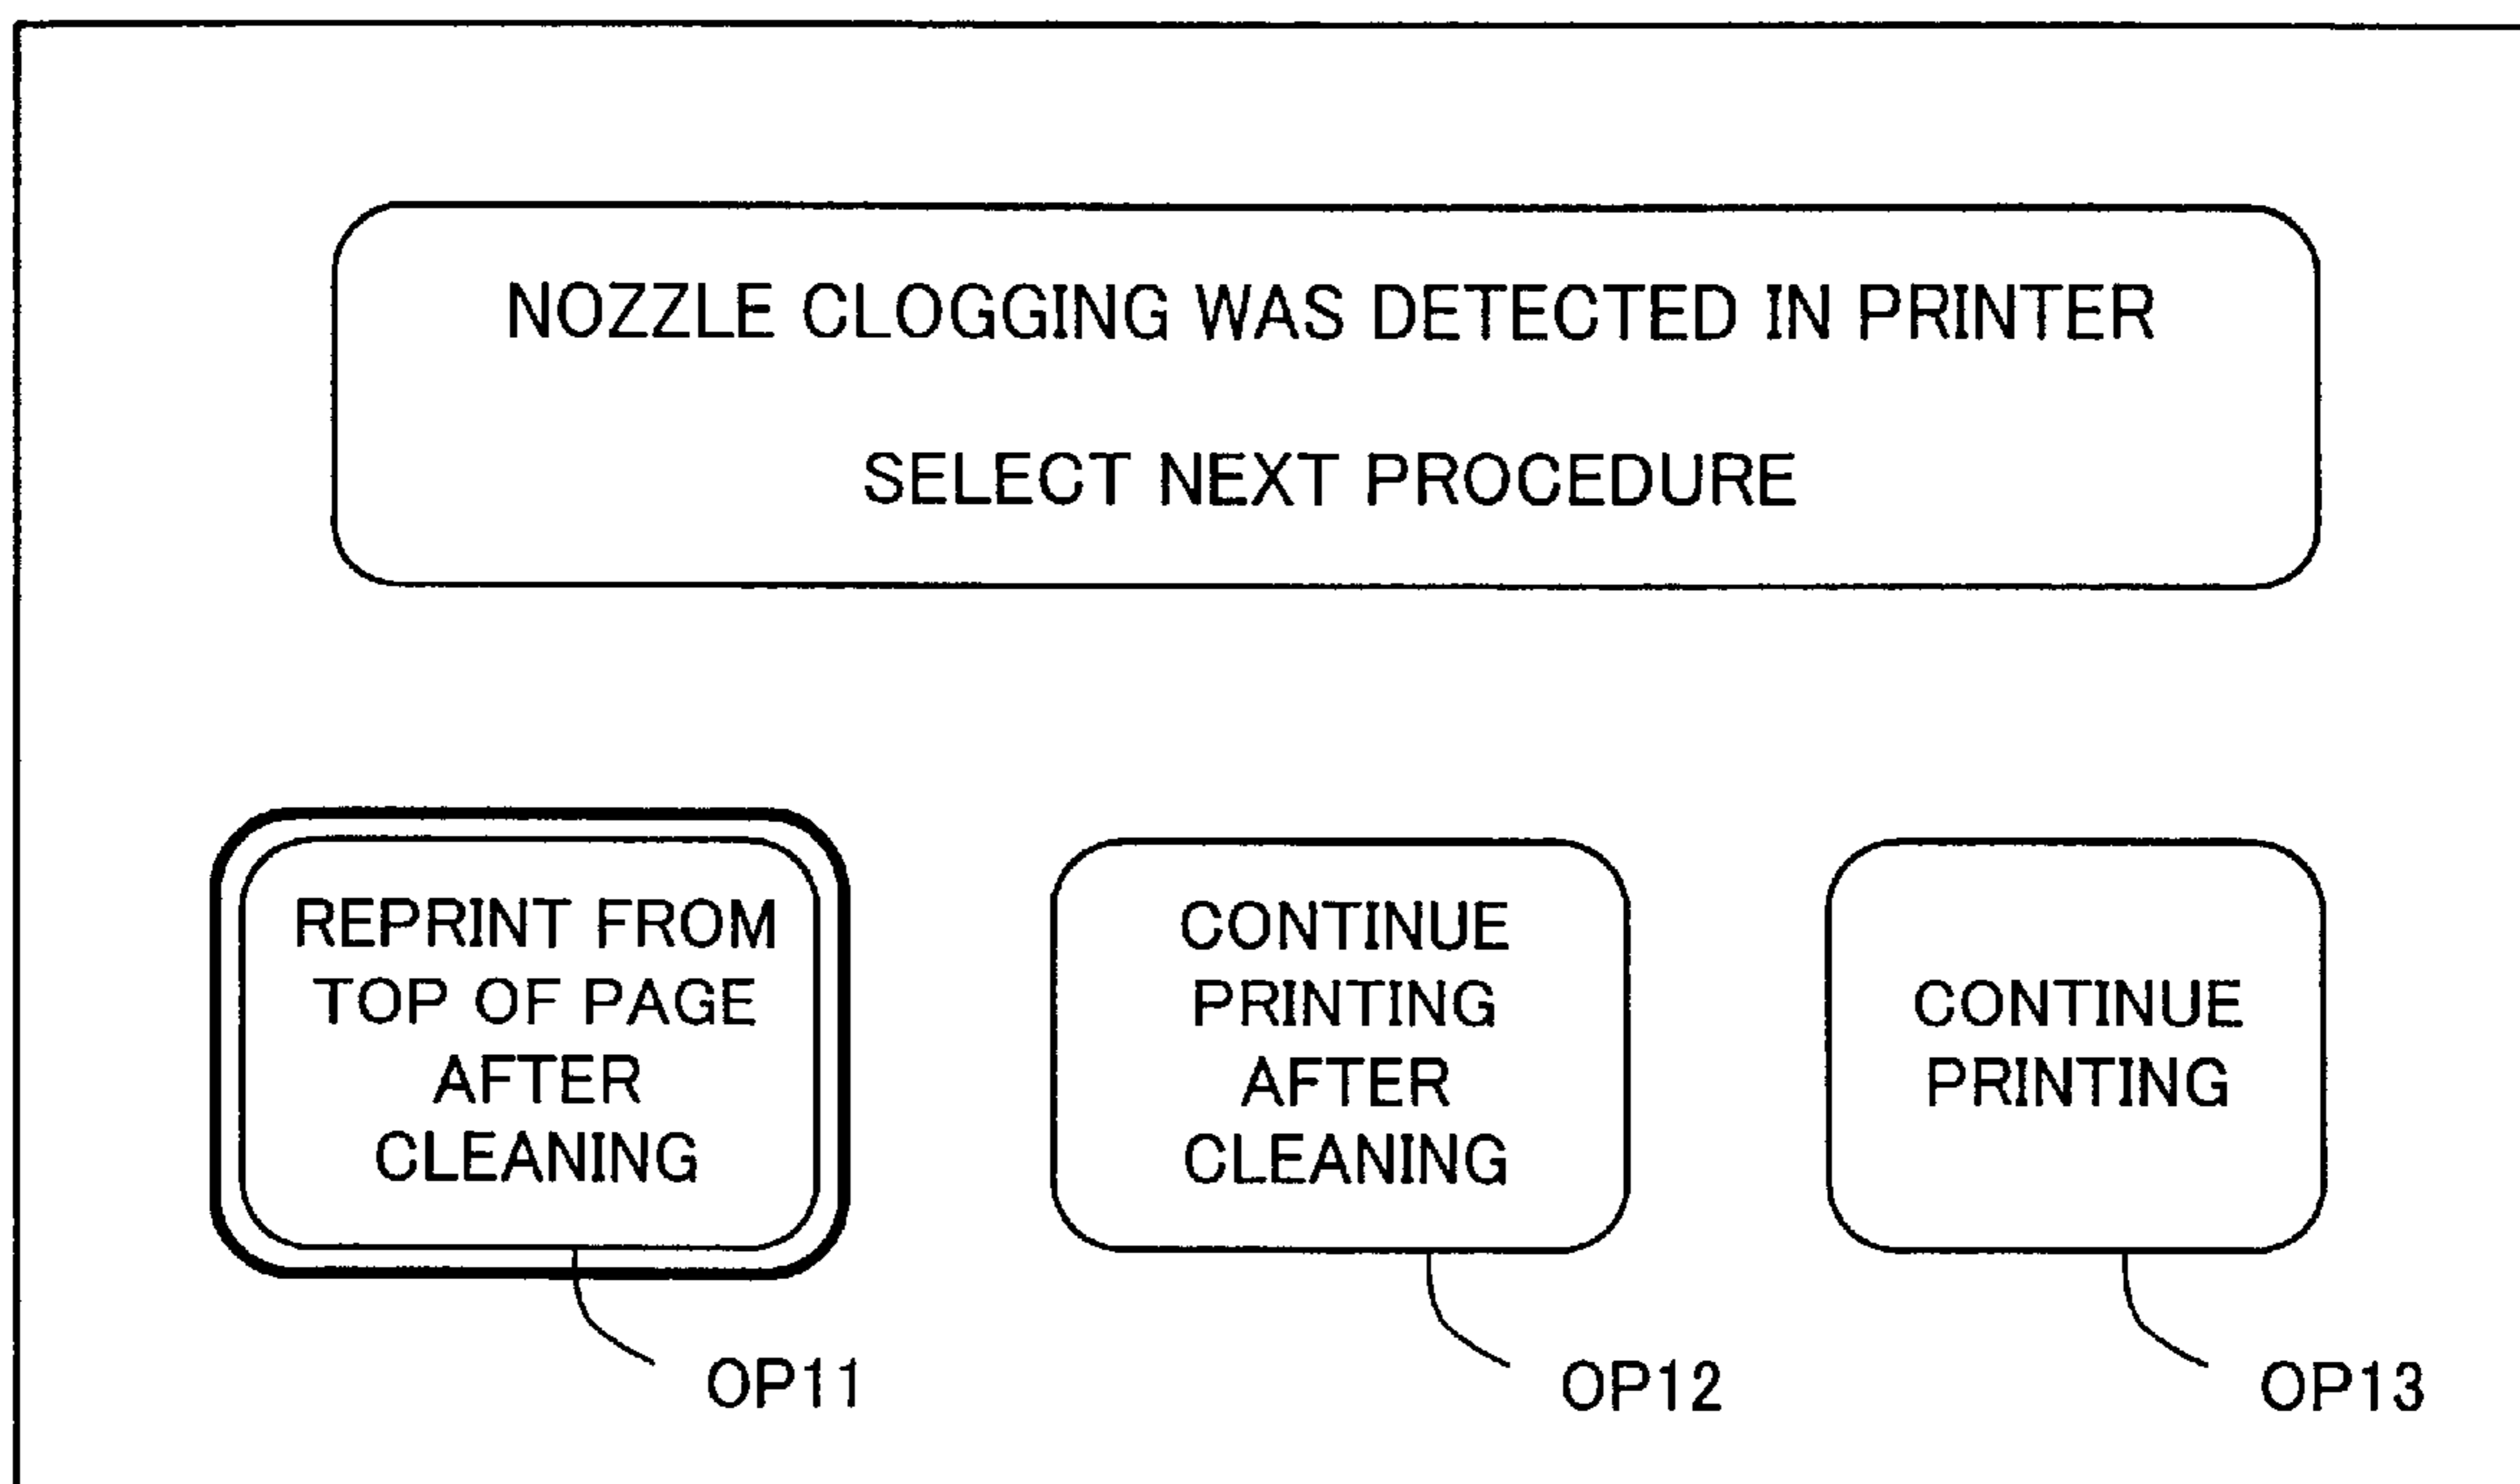 NOZZLE CLOGGING WAS DETECTED IN PRINTER
SELECT NEXT PROCEDURE
REPRINT FROM
TOP OF PAGE
AFTER
CLEANING
OP11
CONTINUE
PRINTING
AFTER
CLEANING
OP12
CONTINUE
PRINTING
OP13